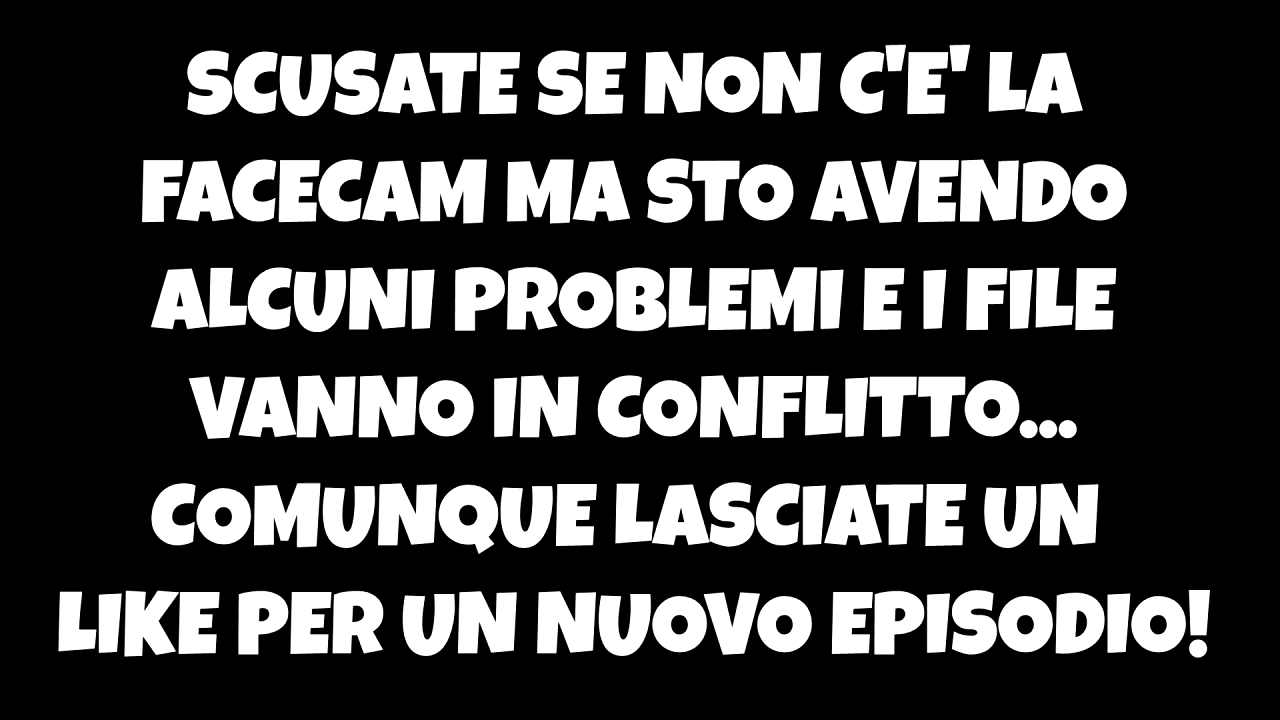 SCUSATE SE NON C'E' LA
FACECAM MA STO AVENDO
ALCUNI PROBLEMI E I FILE
VANNO IN CONFLITTO...
COMUNQUE LASCIATE UN
LIKE PER UN NUOVO EPISODIO!